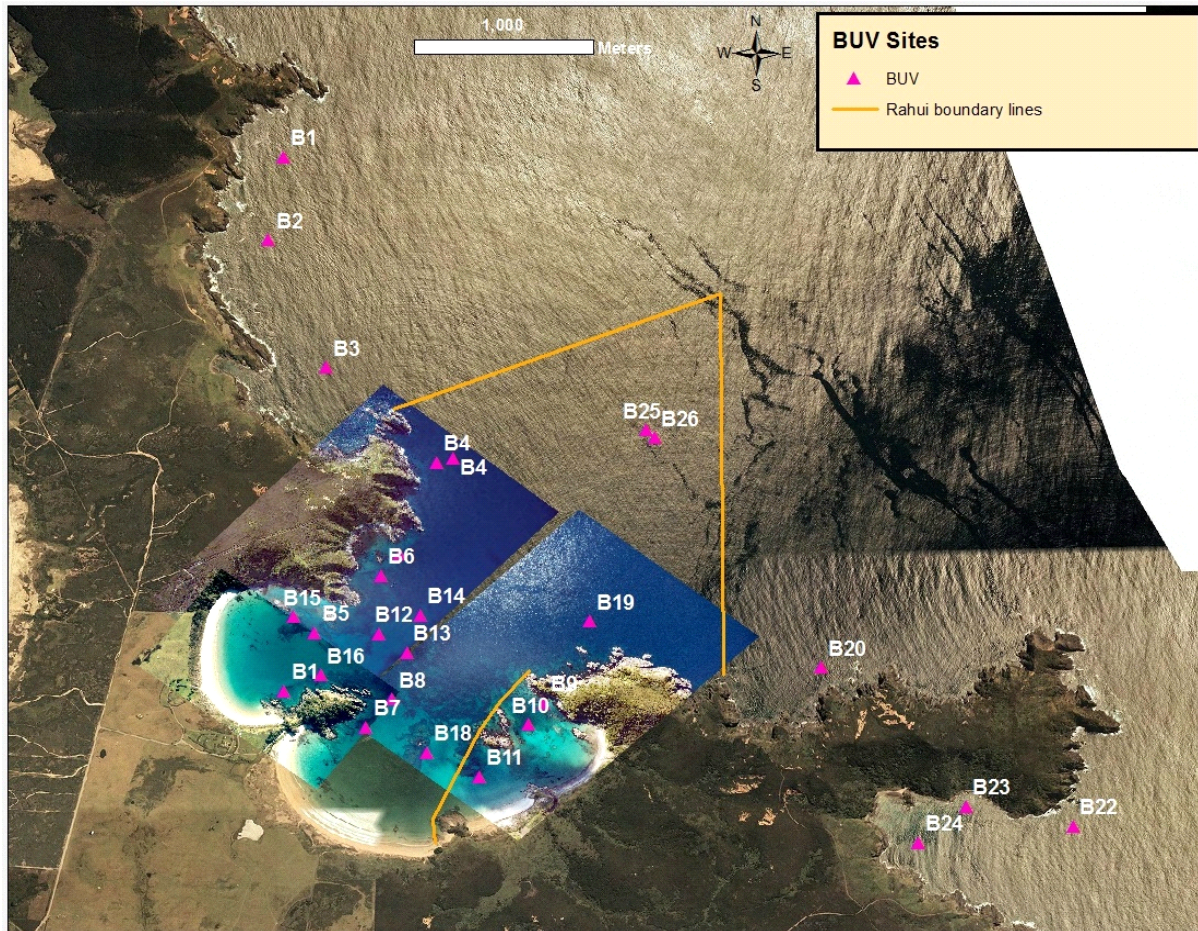 1,000
Meters
N
W
E
S
BUV Sites
BUV
Rahui boundary lines
B1
B2
B3
B25
B26
B4
B4
B6
B15
B5
B12
B14
B13
B19
B16
B1
B8
B7
B9
B10
B18
B11
B20
B23
B24
B22